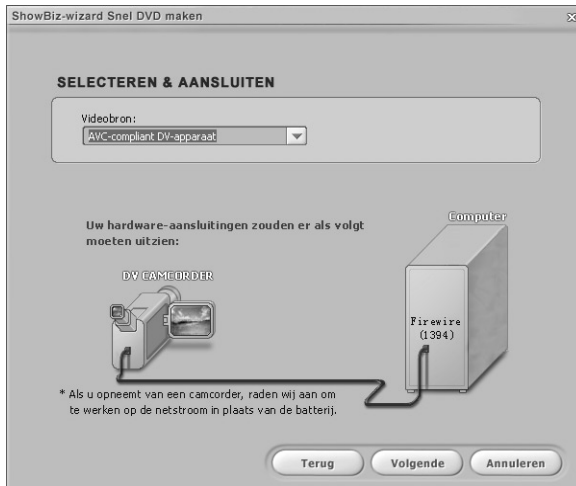 ShowBiz-wizard Snel DVD maken
SELECTEREN & AANSLUITEN
Videobron:
AVC-compliant DV-apparaat
Uw hardware-aansluitingen zouden er als volgt
moeten uitzien:
Computer
DV CAMCORDER
Firewire
(1394)
* Als u opneemt van een camcorder, raden wij aan om
te werken op de netstroom in plaats van de batterij.
Terug
Volgende
Annuleren